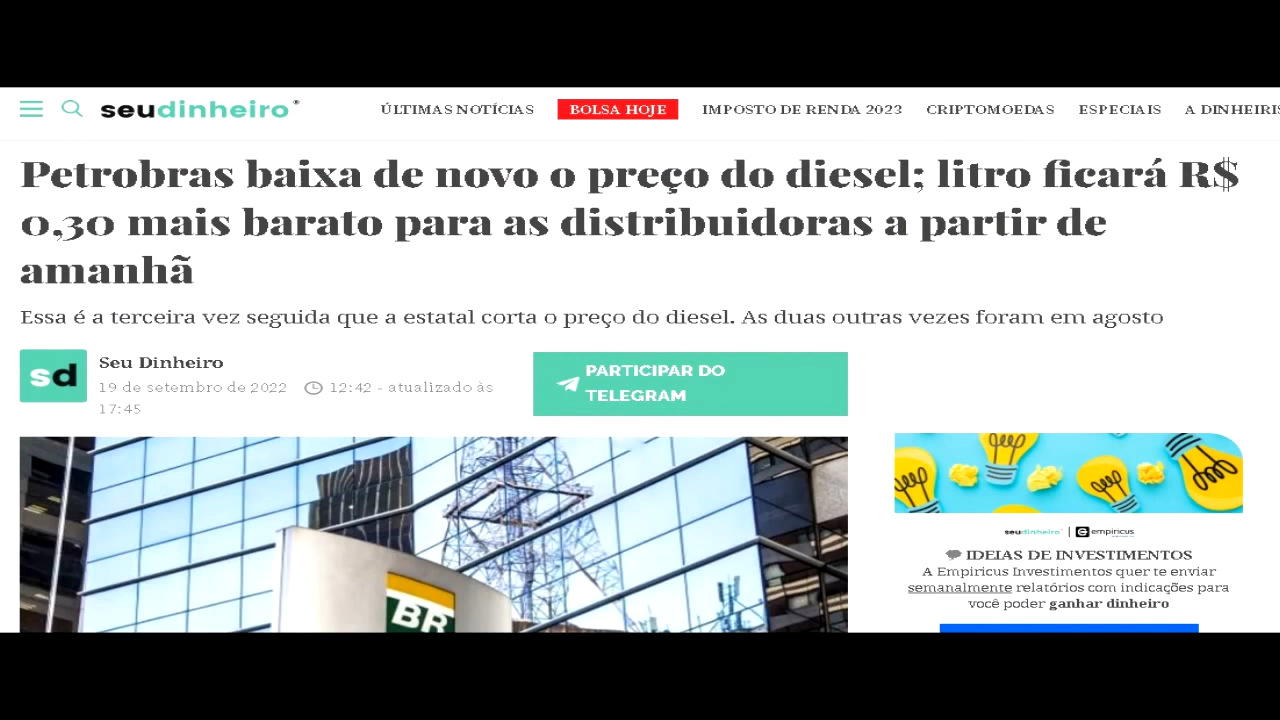 seudinheiro
ÚLTIMAS NOTÍCIAS
BOLSA HOJE
IMPOSTO DE RENDA 2023
CRIPTOMOEDAS
ESPECIAIS
A DINHEIRIS
Petrobras baixa de novo o preço do diesel; litro ficará R$
0,30 mais barato para as distribuidoras a partir de
amanhã
Essa é a terceira vez seguida que a estatal corta o preço do diesel. As duas outras vezes foram em agosto
sd
Seu Dinheiro
19 de setembro de 2022 12:42 - atualizado às
17:45
PARTICIPAR DO
TELEGRAM
BR
seudinheiro | empiricus
IDEIAS DE INVESTIMENTOS
A Empiricus Investimentos quer te enviar
semanalmente relatórios com indicações para
você poder ganhar dinheiro